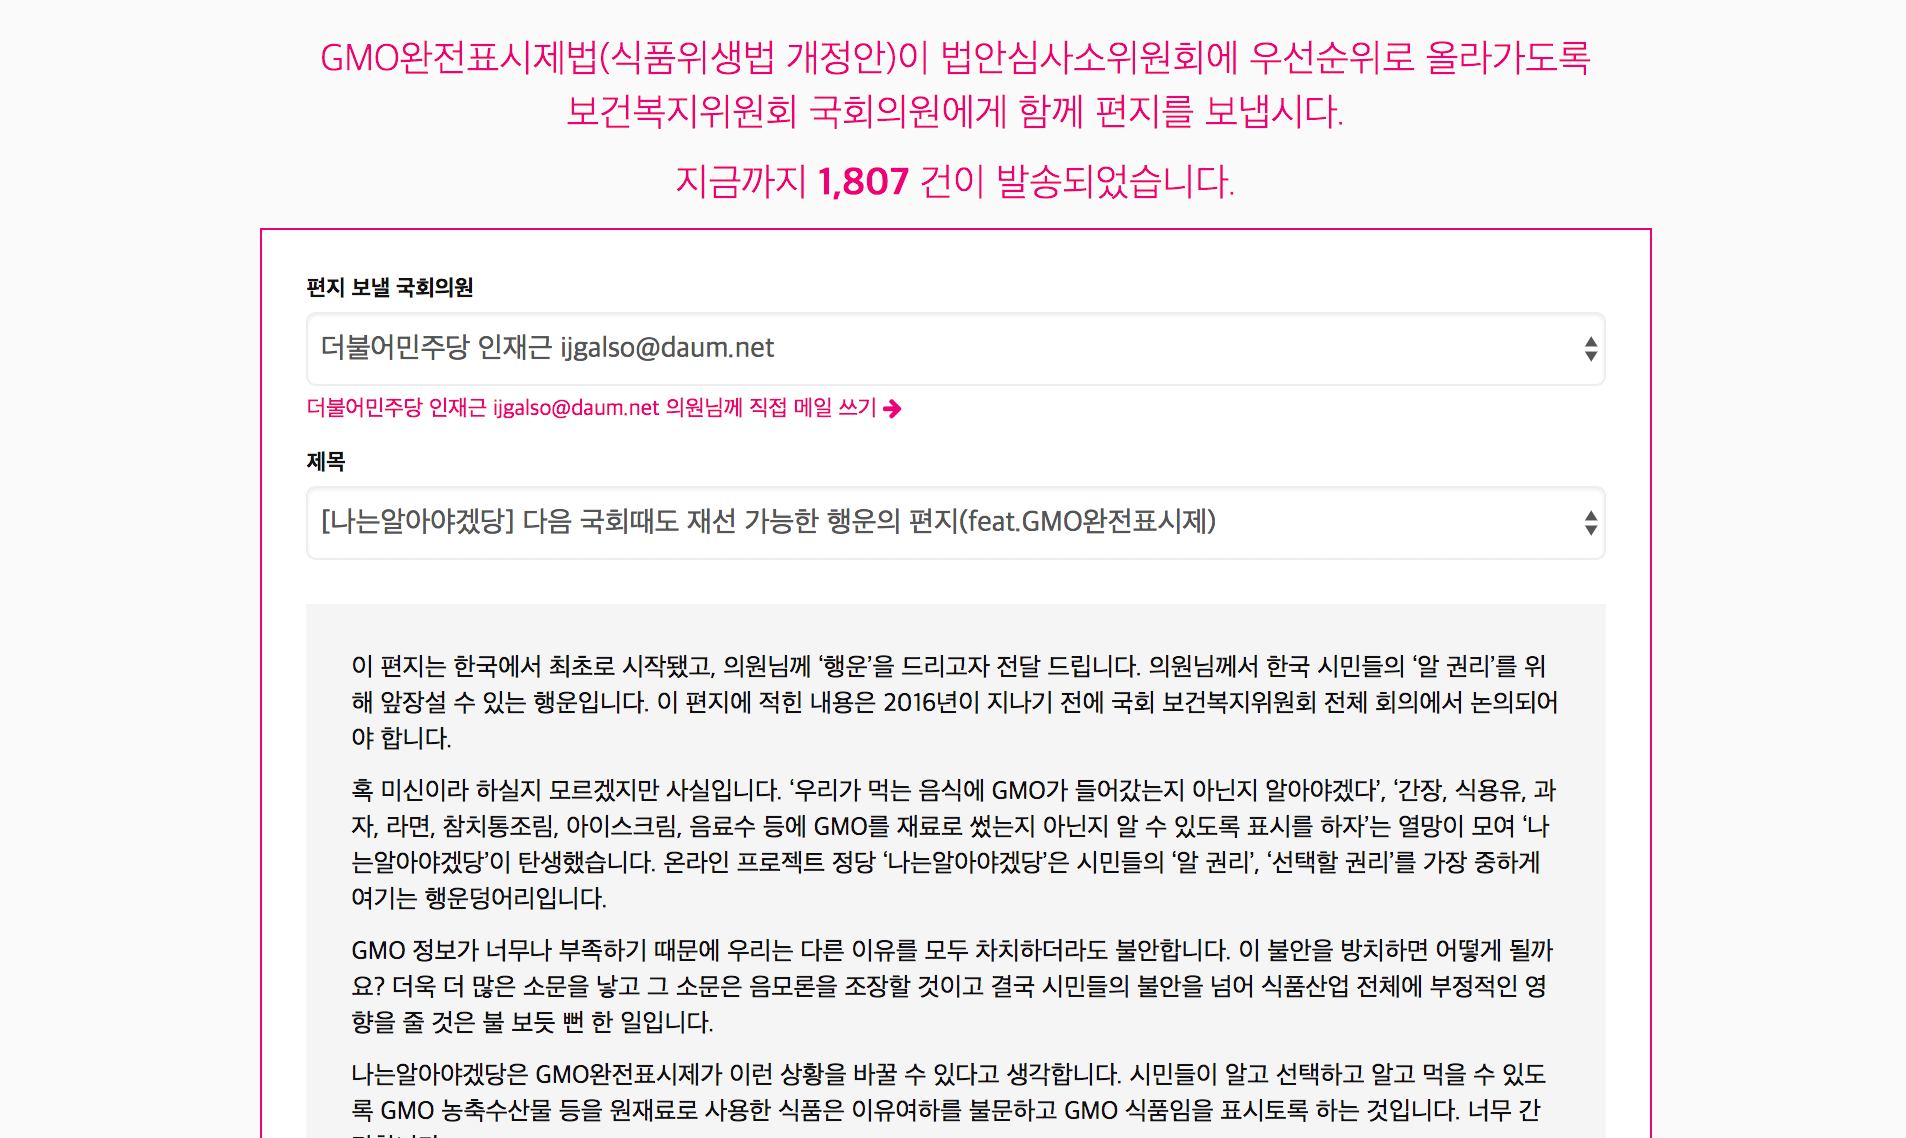 GMO완전표시제법(식품위생법 개정안)이 법안심사소위원회에 우선순위로 올라가도록
보건복지위원회 국회의원에게 함께 편지를 보냅시다.
지금까지 1,807 건이 발송되었습니다.
편지 보낼 국회의원
더불어민주당 인재근 ijgalso@daum.net
더불어민주당 인재근 ijgalso@daum.net 의원님께 직접 메일 쓰기
제목
[나는알아야겠당] 다음 국회때도 재선 가능한 행운의 편지(feat.GMO완전표시제)
이 편지는 한국에서 최초로 시작됐고, 의원님께 ‘행운’을 드리고자 전달 드립니다. 의원님께서 한국 시민들의 ‘알 권리’를 위
해 앞장설 수 있는 행운입니다. 이 편지에 적힌 내용은 2016년이 지나기 전에 국회 보건복지위원회 전체 회의에서 논의되어
야 합니다.
혹 미신이라 하실지 모르겠지만 사실입니다. ‘우리가 먹는 음식에 GMO가 들어갔는지 아닌지 알아야겠다’, ‘간장, 식용유, 과
자, 라면, 참치통조림, 아이스크림, 음료수 등에 GMO를 재료로 썼는지 아닌지 알 수 있도록 표시를 하자’는 열망이 모여 ‘나
는알아야겠당’이 탄생했습니다. 온라인 프로젝트 정당 ‘나는알아야겠당’은 시민들의 ‘알 권리’, ‘선택할 권리’를 가장 중하게
여기는 행운덩어리입니다.
GMO 정보가 너무나 부족하기 때문에 우리는 다른 이유를 모두 차치하더라도 불안합니다. 이 불안을 방치하면 어떻게 될까
요? 더욱 더 많은 소문을 낳고 그 소문은 음모론을 조장할 것이고 결국 시민들의 불안을 넘어 식품산업 전체에 부정적인 영
향을 줄 것은 불 보듯 뻔 한 일입니다.
나는알아야겠당은 GMO완전표시제가 이런 상황을 바꿀 수 있다고 생각합니다. 시민들이 알고 선택하고 알고 먹을 수 있도
록 GMO 농축수산물 등을 원재료로 사용한 식품은 이유여하를 불문하고 GMO 식품임을 표시토록 하는 것입니다. 너무 간